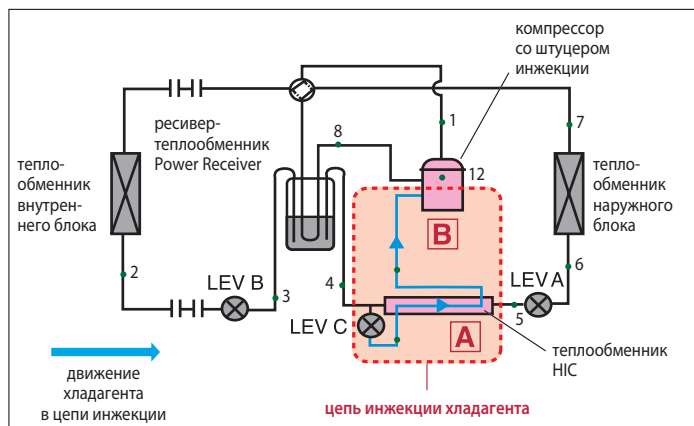 компрессор
со штуцером
инжекции
1
7
ресивер-
теплообменник
Power Receiver
8
12
тепло-
обменник
внутрен-
него блока
тепло-
обменник
наружного
блока
B
2
LEV B
3
4
LEV C
A
LEV A
5
6
движение
хладагента
в цепи инжекции
теплообменник
HIC
цепь инжекции хладагента